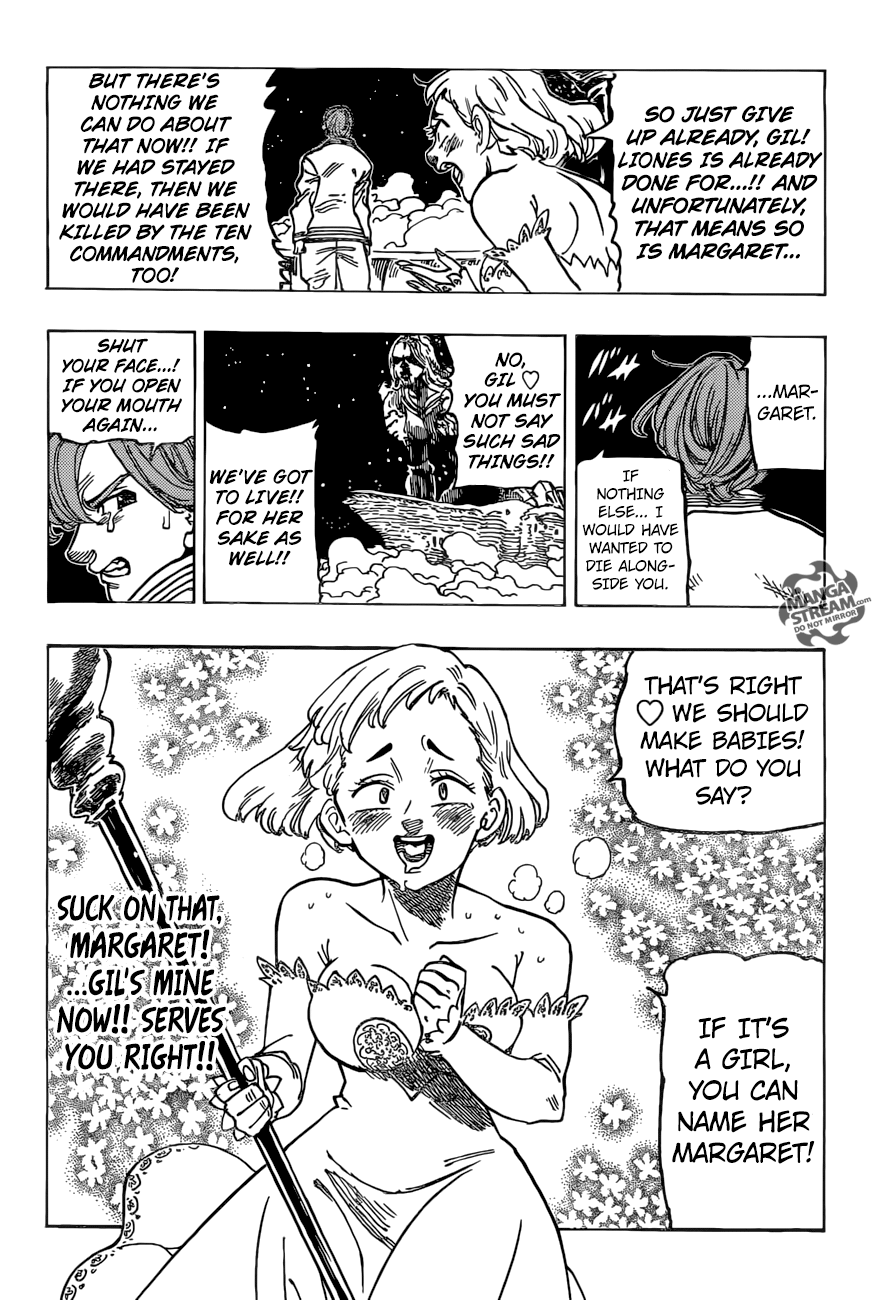 SO JUST GIVE
UP ALREADY, GIL!
LIONES IS ALREADY
DONE FOR...!! AND
UNFORTUNATELY,
THAT MEANS SO
IS MARGARET...
BUT THERE'S
NOTHING WE
CAN DO ABOUT
THAT NOW!! IF
WE HAD STAYED
THERE, THEN WE
WOULD HAVE BEEN
KILLED BY THE TEN
COMMANDMENTS,
TOO!
...MAR-
GARET.
IF
NOTHING
ELSE... I
WOULD HAVE
WANTED TO
DIE ALONG-
SIDE YOU.
NO,
GIL ♡
YOU MUST
NOT SAY
SUCH SAD
THINGS!!
WE'VE GOT
TO LIVE!!
FOR HER
SAKE AS
WELL!!
SHUT
YOUR FACE...!
IF YOU OPEN
YOUR MOUTH
AGAIN...
MANGA
STREAM.com
DO NOT MIRROR
THAT'S RIGHT
♡ WE SHOULD
MAKE BABIES!
WHAT DO YOU
SAY?
IF IT'S
A GIRL,
YOU CAN
NAME HER
MARGARET!
SUCK ON THAT,
MARGARET!
...GIL'S MINE
NOW!! SERVES
YOU RIGHT!!